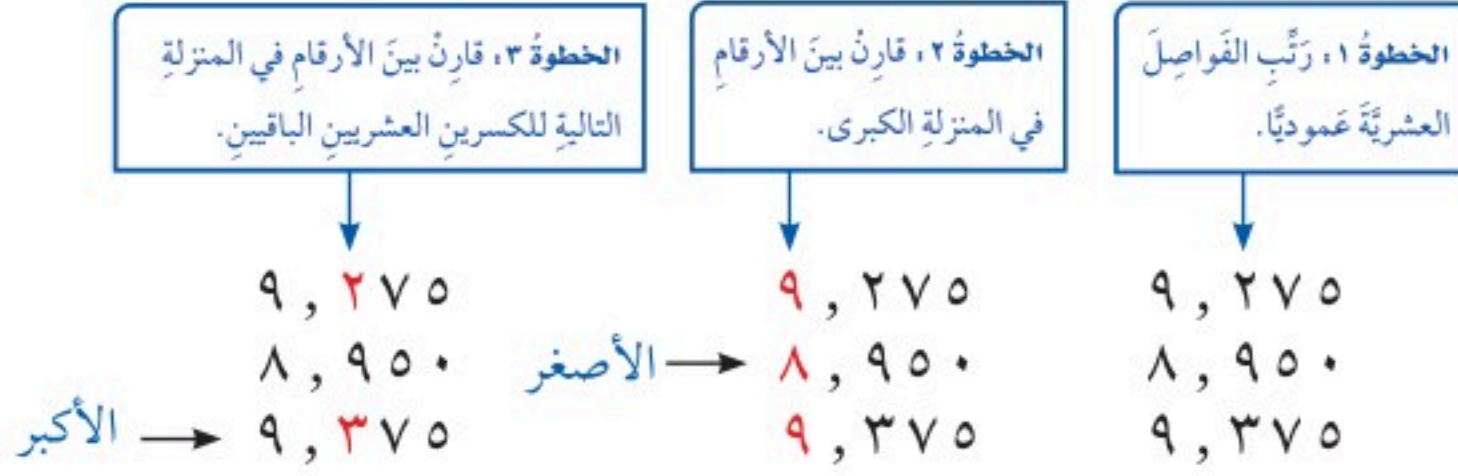 الخطوةُ ١: رَتِّبِ الفَواصِلَ
العشريَّةَ عَموديًّا.
الخطوةُ ٢: قارِنْ بينَ الأرقامِ
في المنزلةِ الكبرى.
الخطوةُ ٣: قارِنْ بينَ الأرقامِ في المنزلةِ
التاليةِ للكسرينِ العشريينِ الباقيينِ.
٩,٢٧٥
٨,٩٥٠
٩,٣٧٥
٩,٢٧٥
الأصغر → ٨,٩٥٠
٩,٣٧٥
٩,٢٧٥
٨,٩٥٠
الأكبر → ٩,٣٧٥